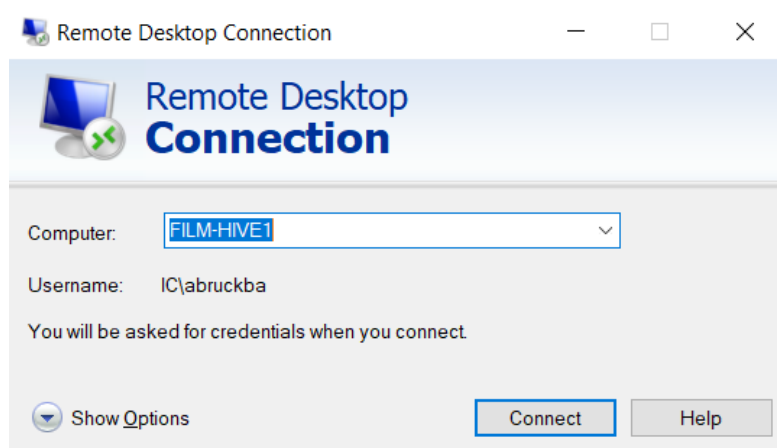 Remote Desktop Connection
Remote Desktop
Connection
Computer: FILM-HIVE1
Username: IC\abruckba
You will be asked for credentials when you connect.
Show Options Connect Help